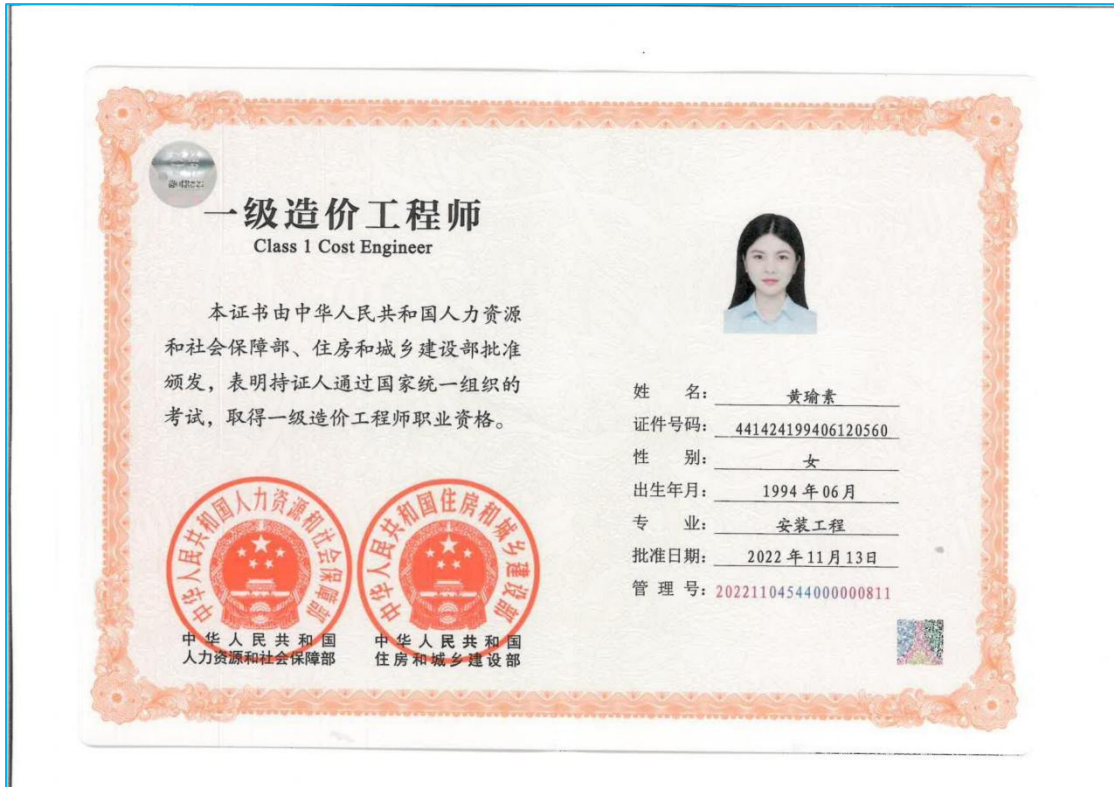 一级造价工程师
Class 1 Cost Engineer
本证书由中华人民共和国人力资源
和社会保障部、住房和城乡建设部批准
颁发，表明持证人通过国家统一组织的
考试，取得一级造价工程师职业资格。
中华人民共和国人力资源和社会保障部
中华人民共和国
人力资源和社会保障部
中华人民共和国住房和城乡建设部
中华人民共和国
住房和城乡建设部
姓 名： 黄瑜素
证件号码： 441424199406120560
性 别： 女
出生年月： 1994年06月
专 业： 安装工程
批准日期： 2022年11月13日
管 理 号： 20221104544000000811